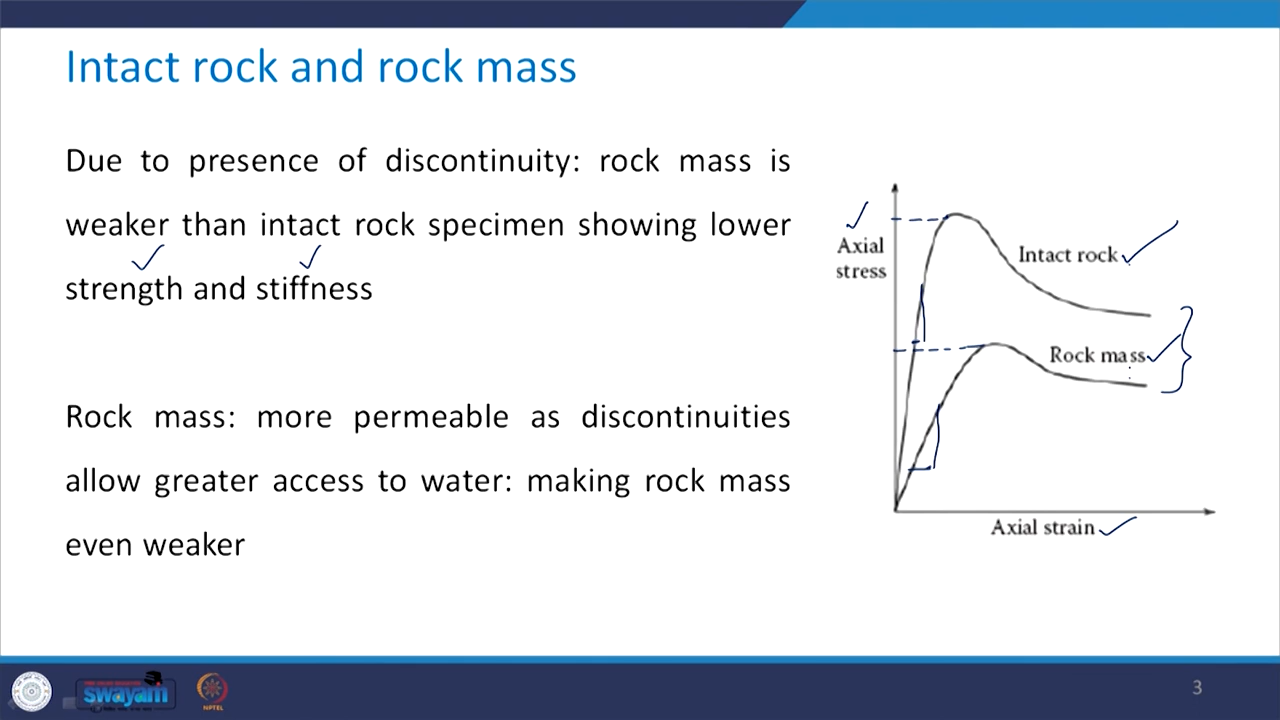 Intact rock and rock mass
Due to presence of discontinuity: rock mass is
weaker than intact rock specimen showing lower
strength and stiffness
Rock mass: more permeable as discontinuities
allow greater access to water: making rock mass
even weaker
Axial
stress
Intact rock
Rock mass
Axial strain
swayam
NPTEL
3